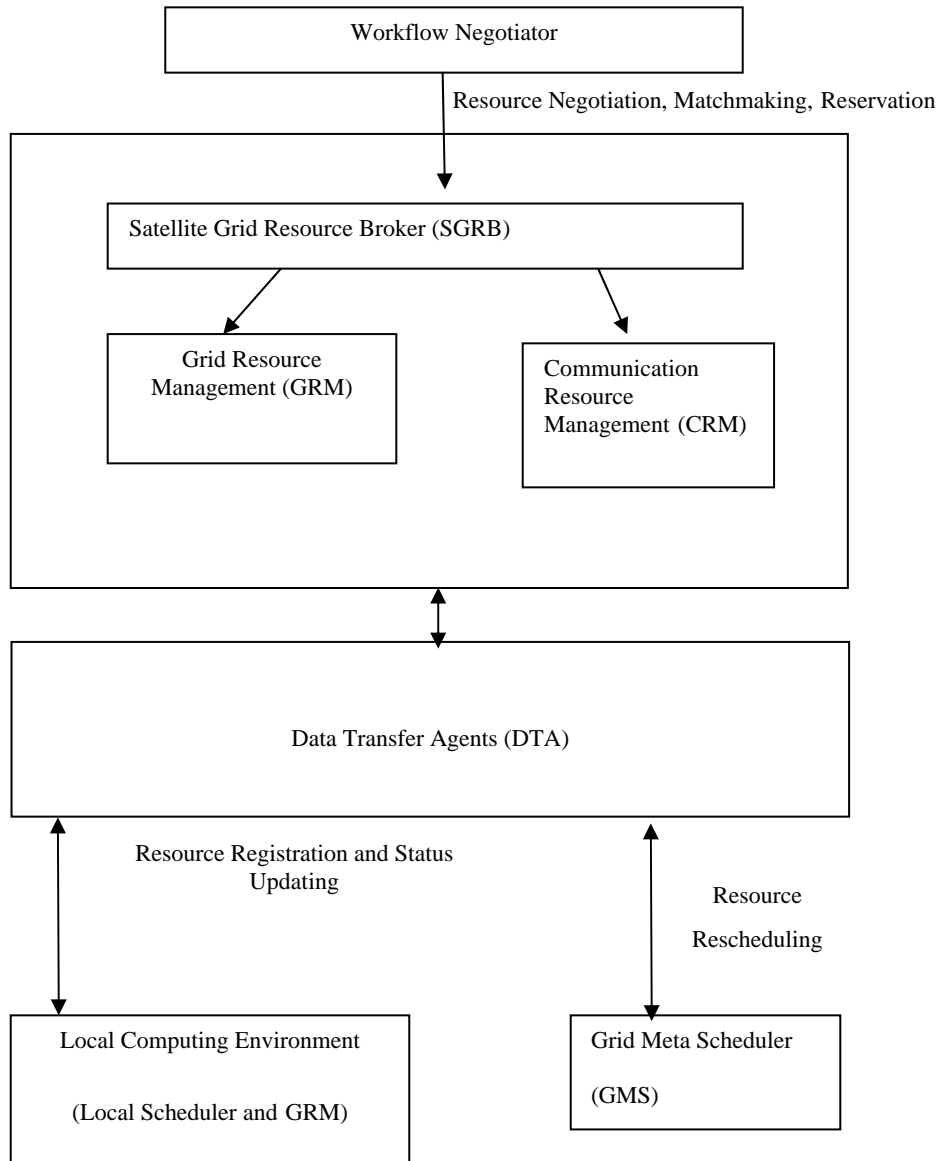 Workflow Negotiator
Resource Negotiation, Matchmaking, Reservation
Satellite Grid Resource Broker (SGRB)
Grid Resource
Management (GRM)
Communication
Resource
Management (CRM)
Data Transfer Agents (DTA)
Resource Registration and Status
Updating
Resource
Rescheduling
Local Computing Environment
(Local Scheduler and GRM)
Grid Meta Scheduler
(GMS)